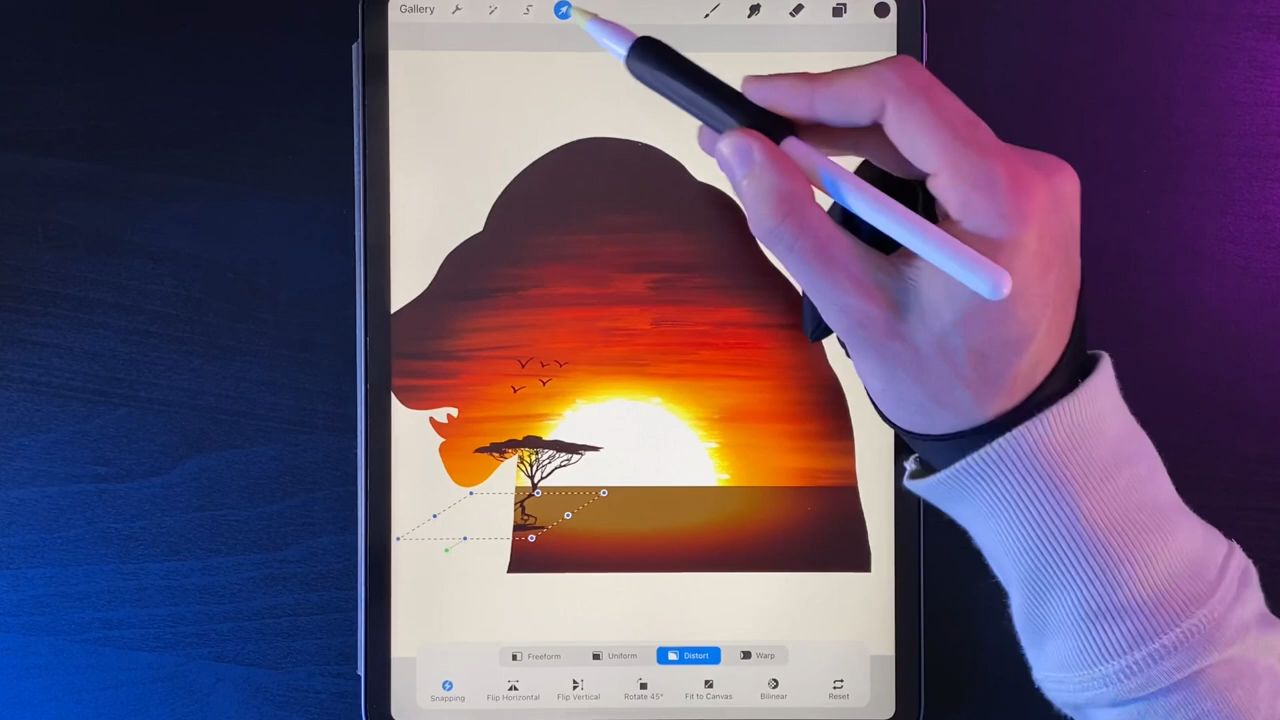 Gallery
Freeform Uniform Distort Warp
Snapping Flip Horizontal Flip Vertical Rotate 45° Fit to Canvas Bilinear Reset